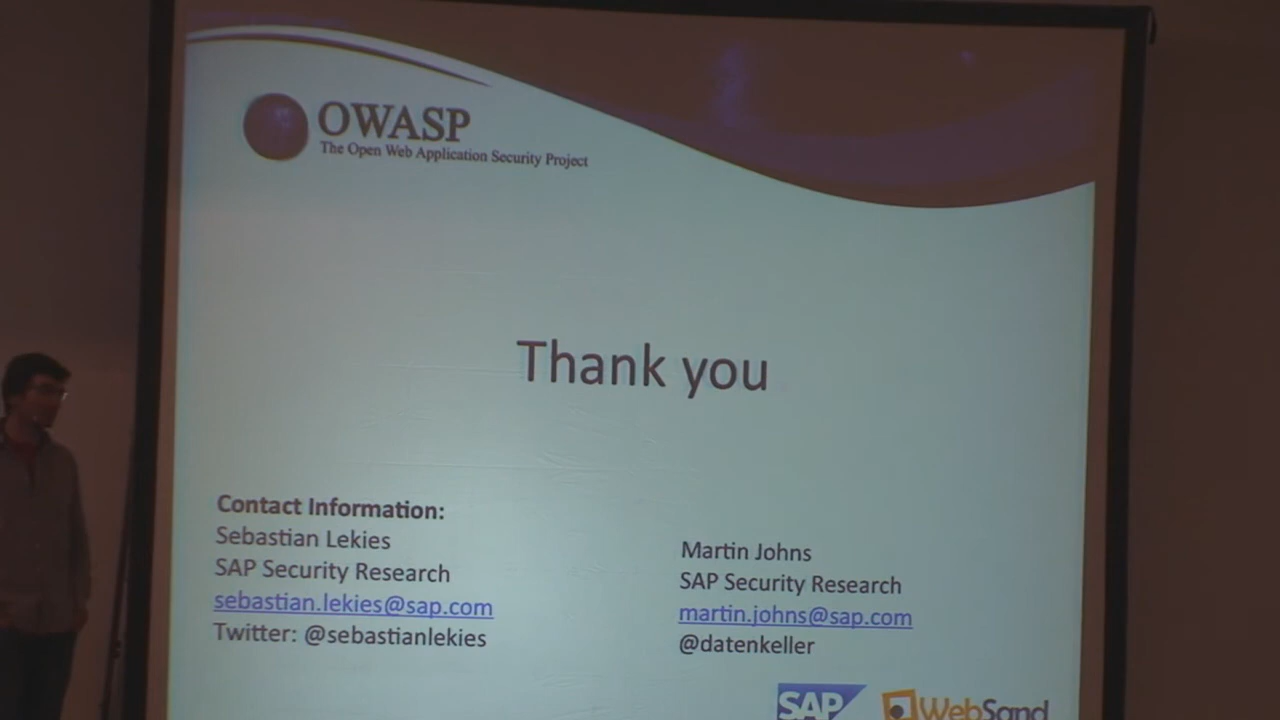 OWASP
The Open Web Application Security Project
Thank you
Contact Information:
Sebastian Lekies
SAP Security Research
sebastian.lekies@sap.com
Twitter: @sebastianlekies
Martin Johns
SAP Security Research
martin.johns@sap.com
@datenkeller
SAP
WebSand